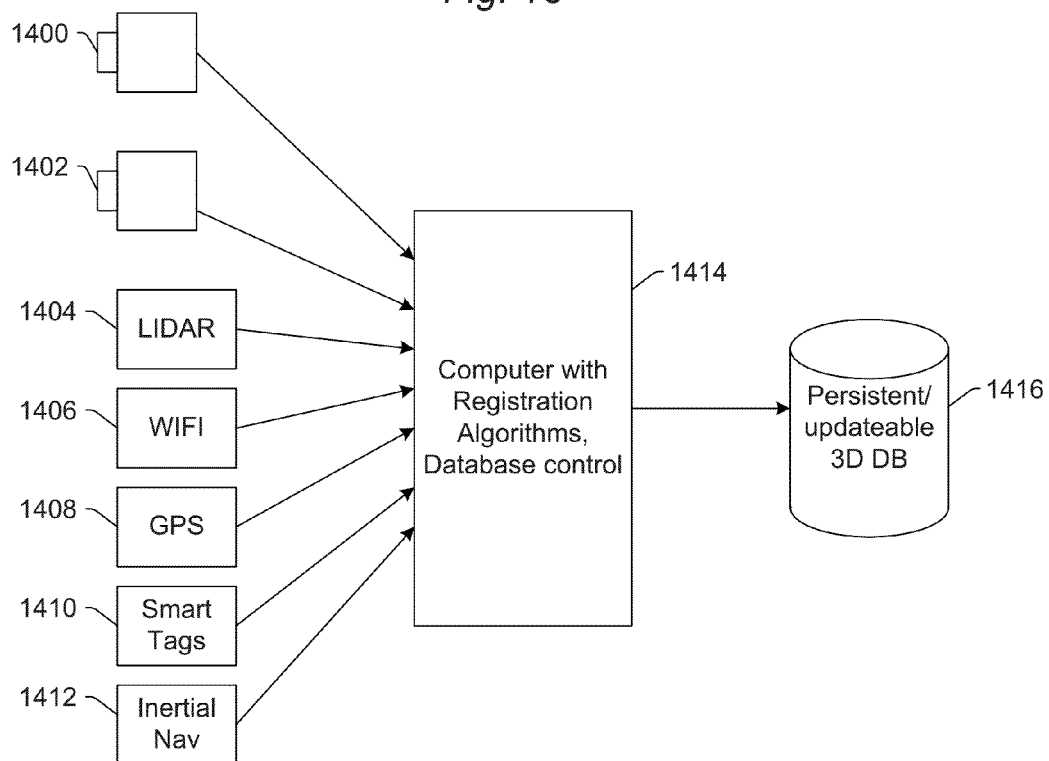 1400
1402
1404
LIDAR
1406
WIFI
1408
GPS
1410
Smart
Tags
1412
Inertial
Nav
1414
Computer with
Registration
Algorithms,
Database control
1416
Persistent/
updateable
3D DB